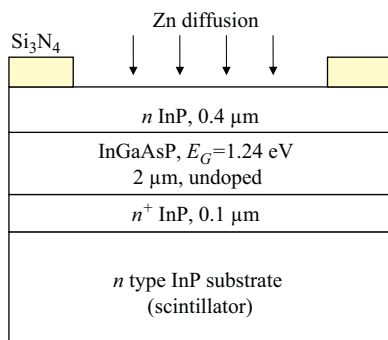 Zn diffusion
Si₃N₄
n InP, 0.4 µm
InGaAsP, E_G=1.24 eV
2 µm, undoped
n⁺ InP, 0.1 µm
n type InP substrate
(scintillator)